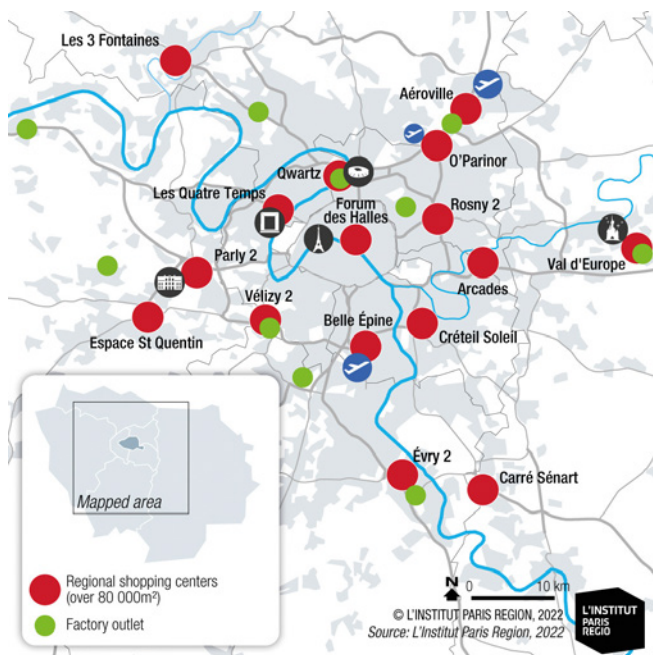 Les 3 Fontaines
Aéroville
O'Parinor
Qwartz
Les Quatre Temps
Forum
des Halles
Rosny 2
Val d'Europe
Parly 2
Arcades
Vélizy 2
Espace St Quentin
Belle Épine
Créteil Soleil
Évry 2
Carré Sénart
Mapped area
Regional shopping centers
(over 80 000m²)
Factory outlet
N
0
10 km
© L'INSTITUT PARIS REGION, 2022
Source: L'Institut Paris Region, 2022
L'INSTITUT
PARIS
REGIO